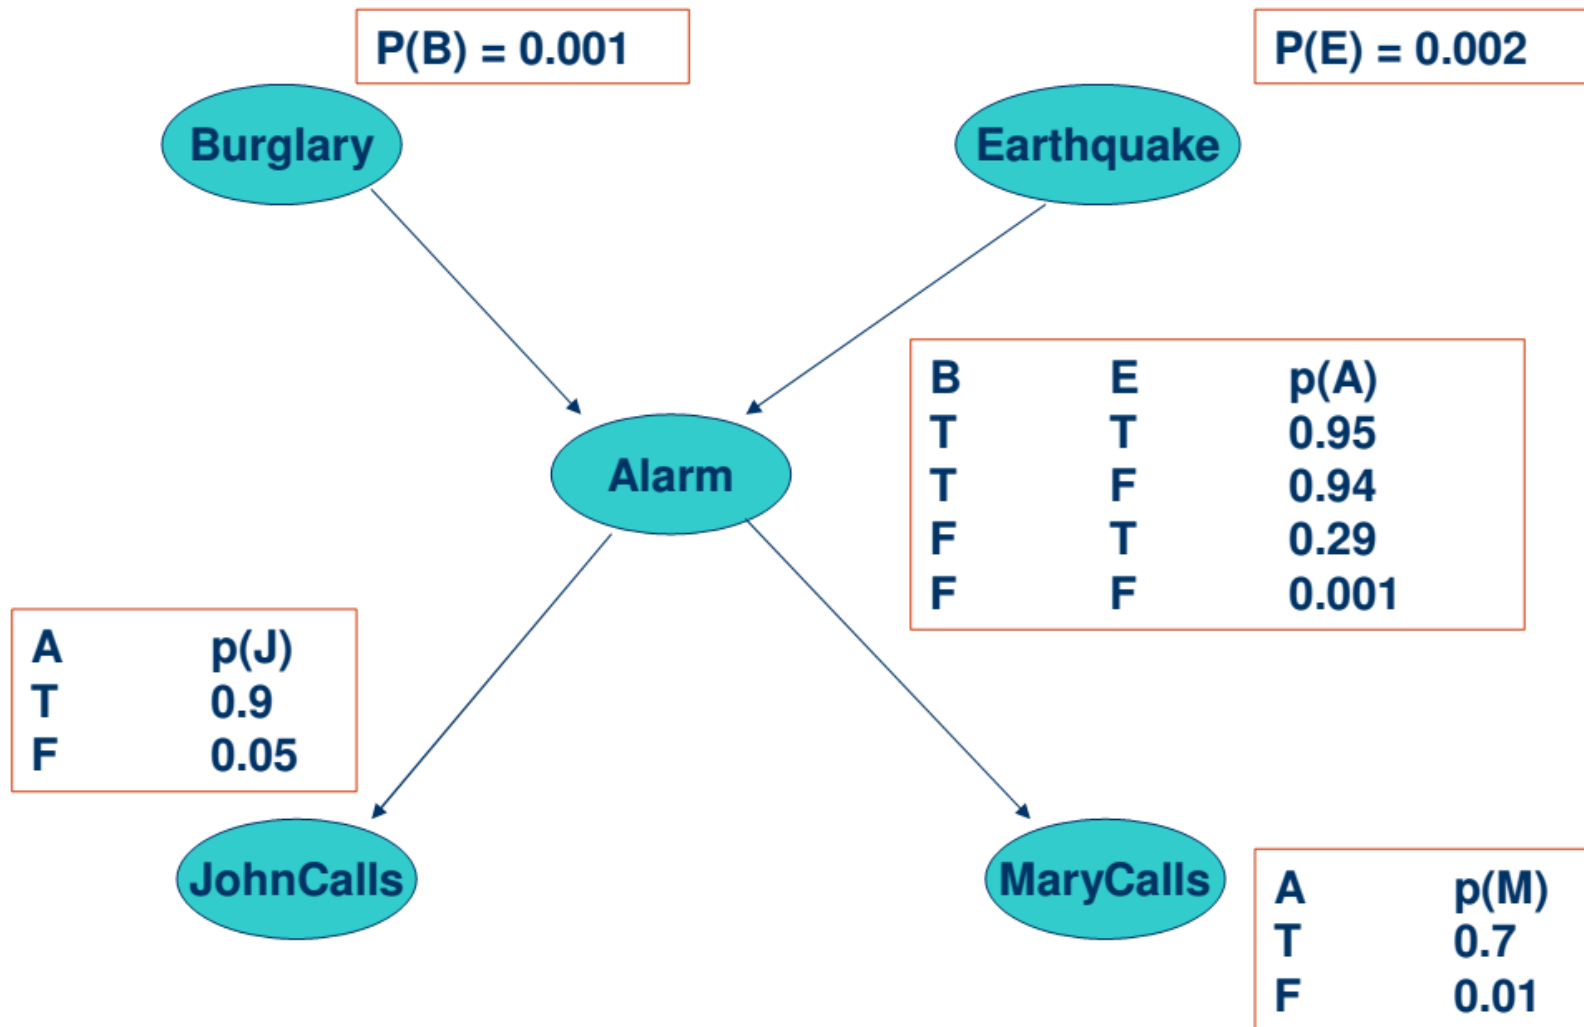 P(B) = 0.001
P(E) = 0.002
Burglary
Earthquake
B E p(A)
T T 0.95
T F 0.94
F T 0.29
F F 0.001
Alarm
A p(J)
T 0.9
F 0.05
JohnCalls
MaryCalls
A p(M)
T 0.7
F 0.01